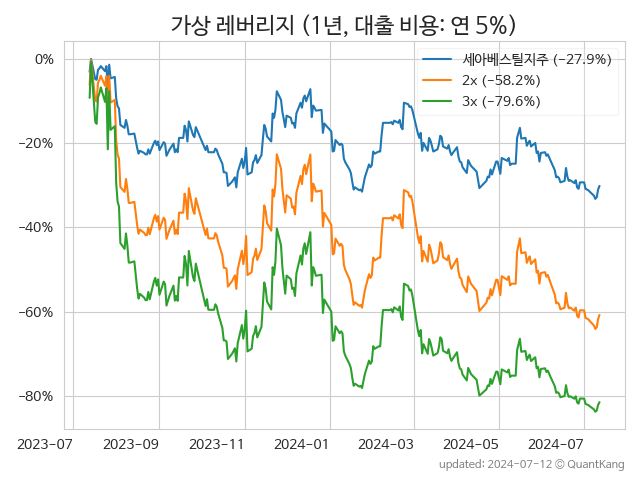 가상 레버리지 (1년, 대출 비용: 연 5%)
세아베스틸지주 (−27.9%)
2x (−58.2%)
3x (−79.6%)
0%
−20%
−40%
−60%
−80%
2023-07 2023-09 2023-11 2024-01 2024-03 2024-05 2024-07
updated: 2024-07-12 © QuantKang